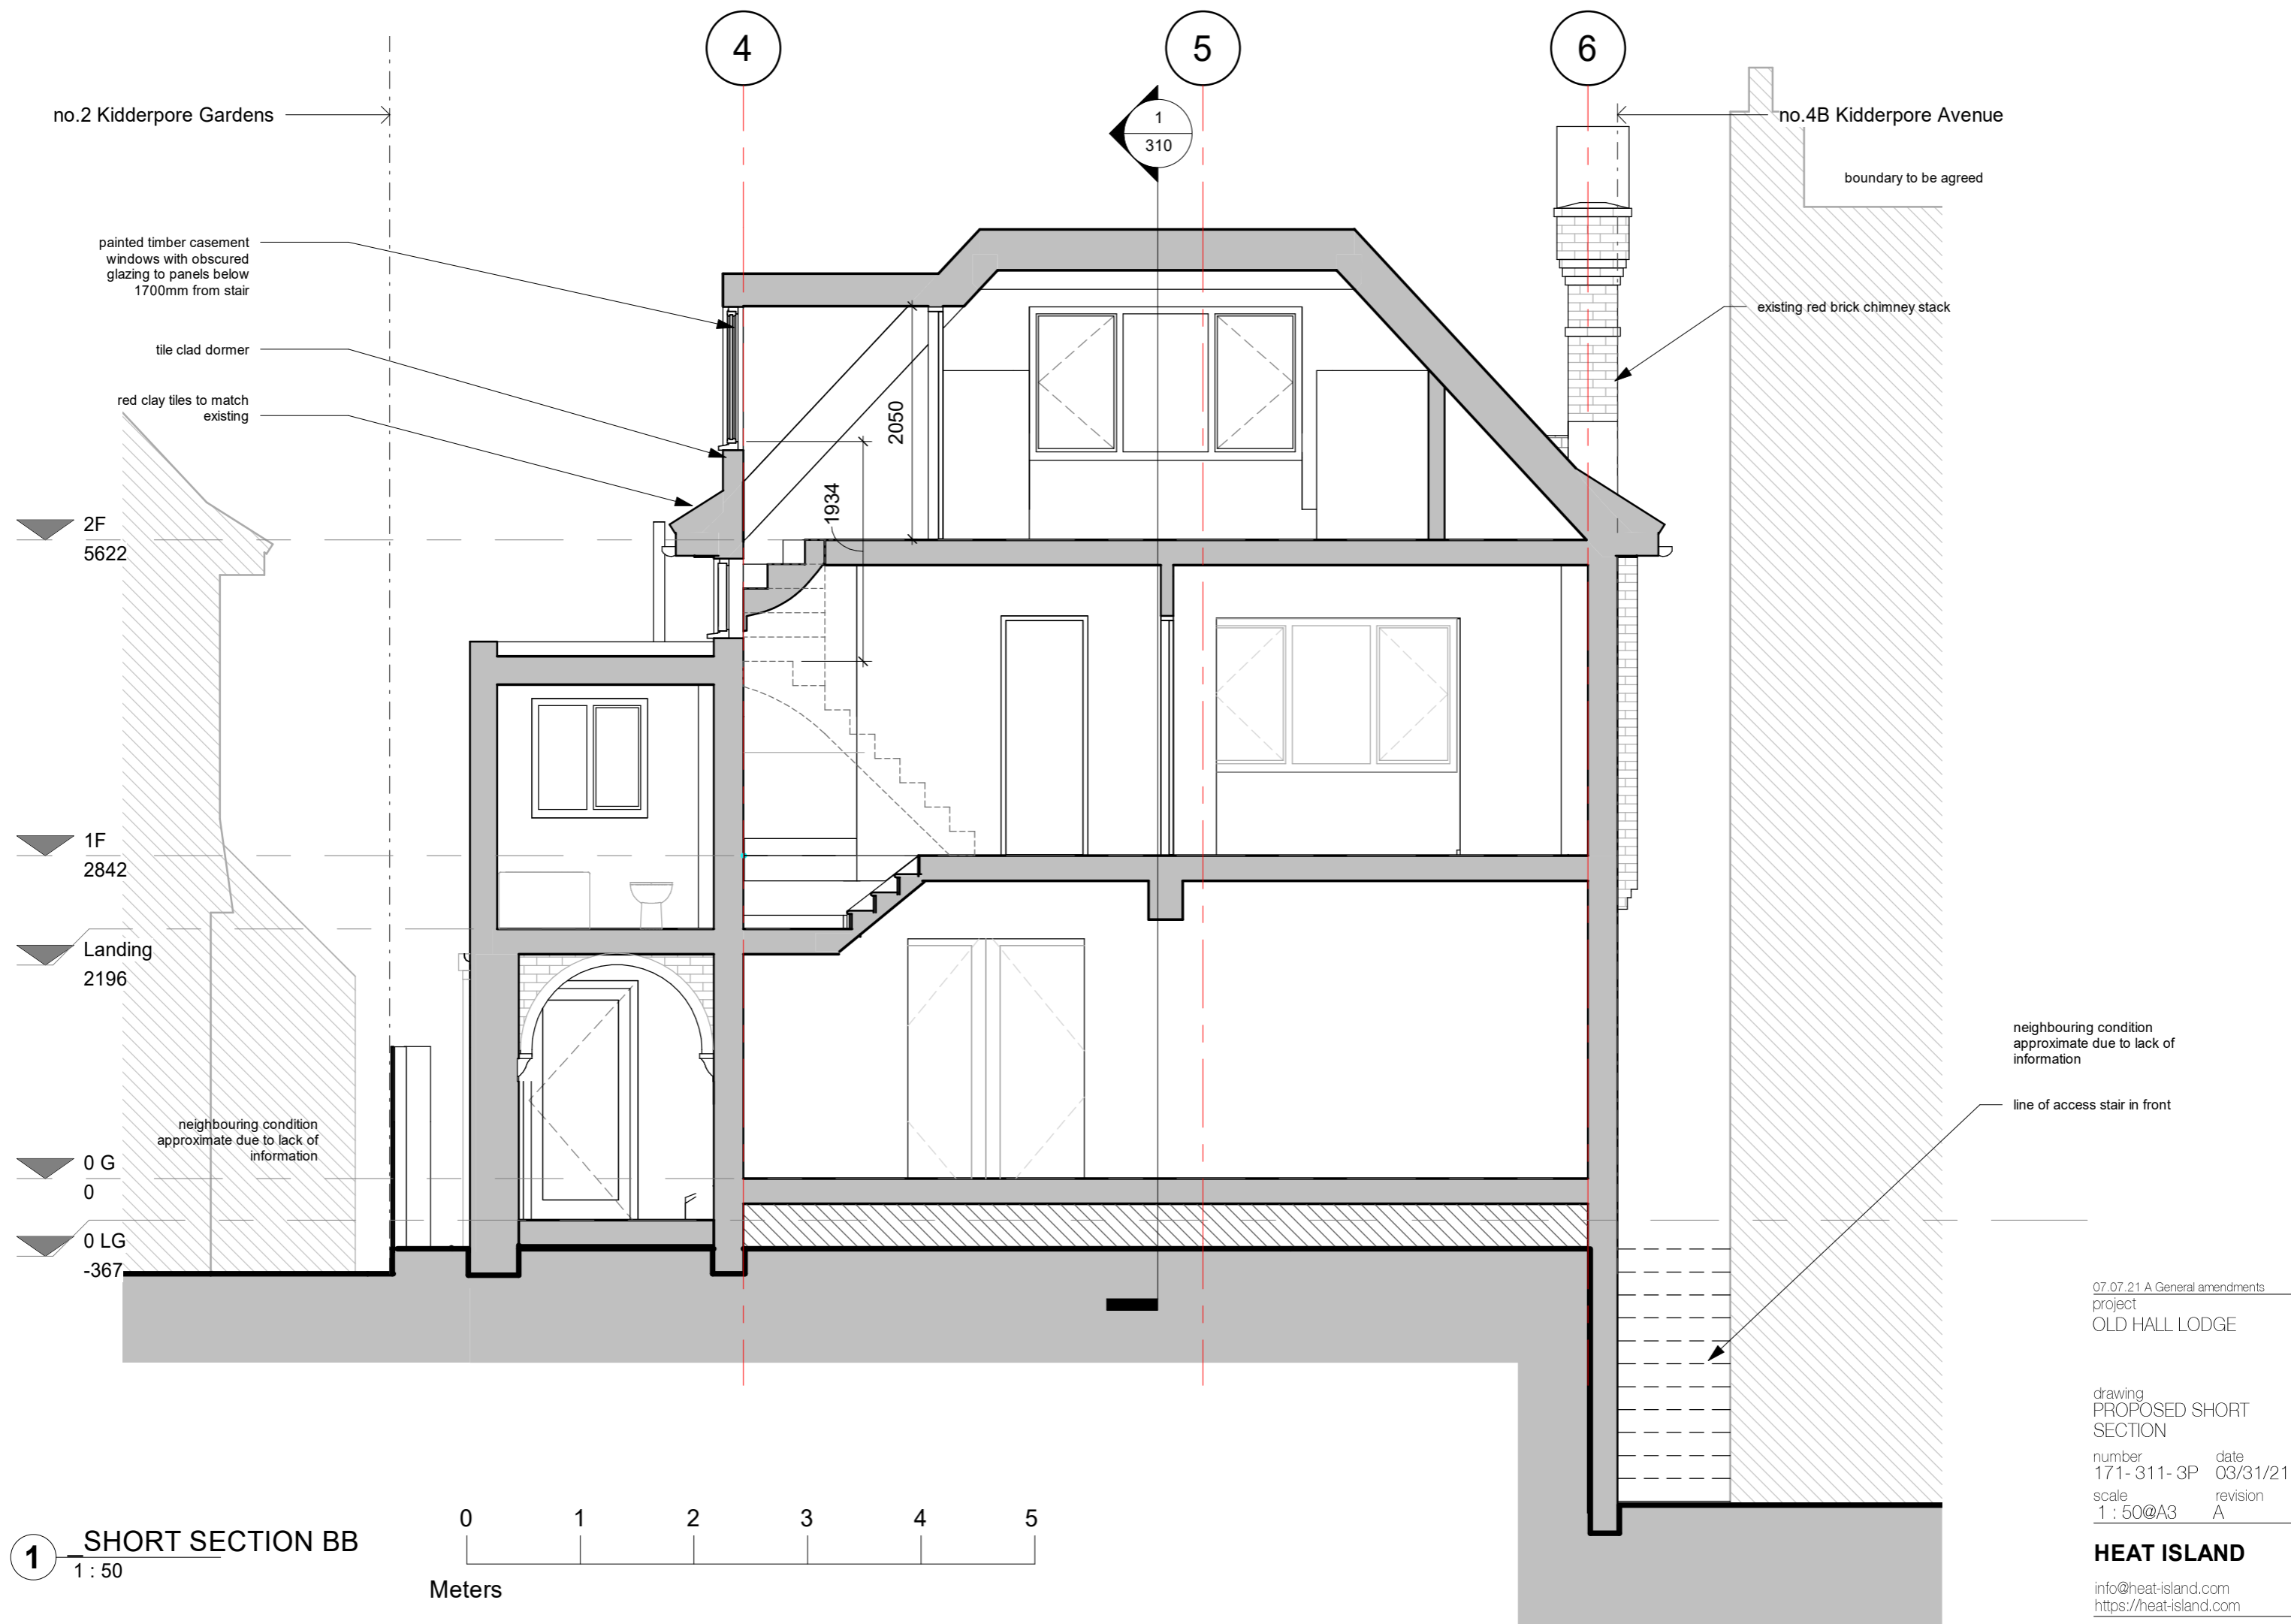 4
5
6
no.2 Kidderpore Gardens
1
310
no.4B Kidderpore Avenue
boundary to be agreed
painted timber casement
windows with obscured
glazing to panels below
1700mm from stair
existing red brick chimney stack
tile clad dormer
red clay tiles to match
existing
2050
1934
2F
5622
1F
2842
Landing
2196
neighbouring condition
approximate due to lack of
information
line of access stair in front
neighbouring condition
approximate due to lack of
information
0 G
0
0 LG
-367
07.07.21 A General amendments
project
OLD HALL LODGE
drawing
PROPOSED SHORT
SECTION
number date
171- 311- 3P 03/31/21
scale revision
1 : 50@A3 A
HEAT ISLAND
info@heat-island.com
https://heat-island.com
1 SHORT SECTION BB
1 : 50
0 1 2 3 4 5
Meters